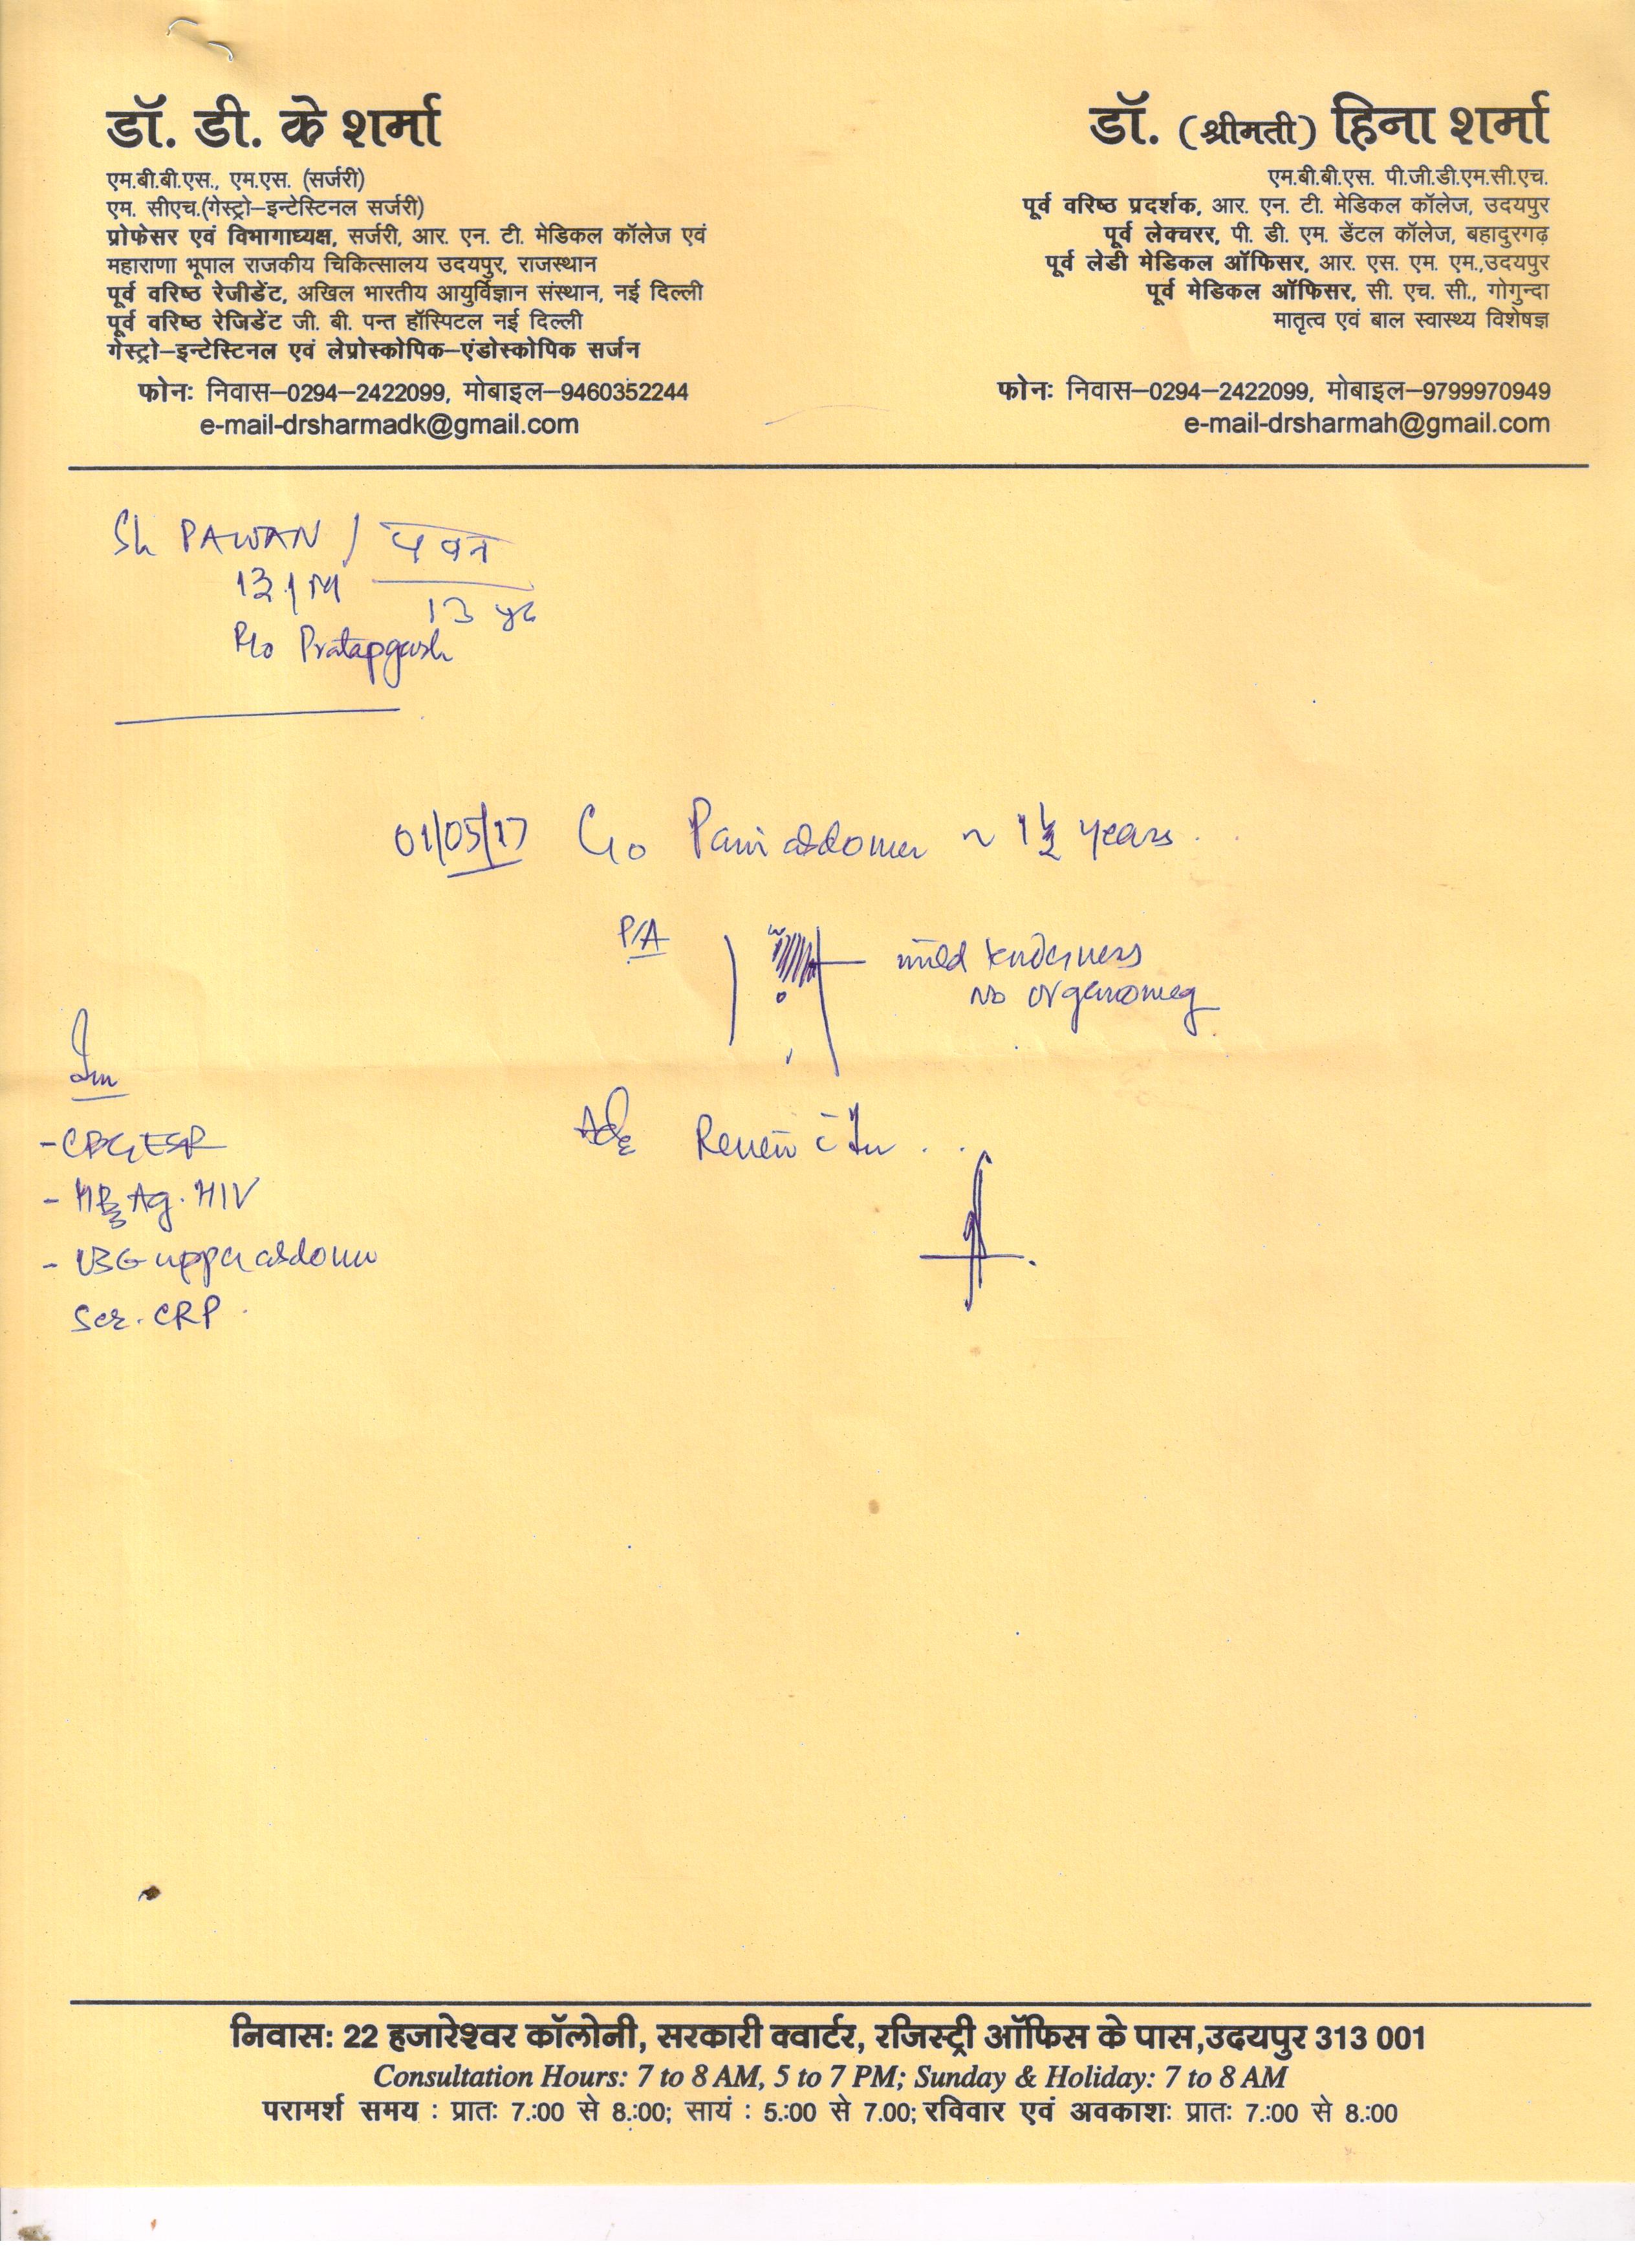 डॉ. डी. के शर्मा
एम.बी.बी.एस., एम.एस. (सर्जरी)
एम. सीएच.(गेस्ट्रो–इन्टेस्टिनल सर्जरी)
प्रोफेसर एवं विभागाध्यक्ष, सर्जरी, आर. एन. टी. मेडिकल कॉलेज एवं
महाराणा भूपाल राजकीय चिकित्सालय उदयपुर, राजस्थान
पूर्व वरिष्ठ रेजीडेंट, अखिल भारतीय आयुर्विज्ञान संस्थान, नई दिल्ली
पूर्व वरिष्ठ रेजिडेंट जी. बी. पन्त हॉस्पिटल नई दिल्ली
गेस्ट्रो–इन्टेस्टिनल एवं लेप्रोस्कोपिक–एंडोस्कोपिक सर्जन
फोनः निवास–0294–2422099, मोबाइल–9460352244
e-mail-drsharmadk@gmail.com
डॉ. (श्रीमती) हिना शर्मा
एम.बी.बी.एस. पी.जी.डी.एम.सी.एच.
पूर्व वरिष्ठ प्रदर्शक, आर. एन. टी. मेडिकल कॉलेज, उदयपुर
पूर्व लेक्चरर, पी. डी. एम. डेंटल कॉलेज, बहादुरगढ़
पूर्व लेडी मेडिकल ऑफिसर, आर. एस. एम. एम.,उदयपुर
पूर्व मेडिकल ऑफिसर, सी. एच. सी., गोगुन्दा
मातृत्व एवं बाल स्वास्थ्य विशेषज्ञ
फोनः निवास–0294–2422099, मोबाइल–9799970949
e-mail-drsharmah@gmail.com
Sh PAWAN / पवन
13/M 13 yr
R/o Pratapgarh
01/05/17 C/o Pain abdomen ~ 1½ years
P/A
mild tenderness
no organomeg
Inv
- CBC, ESR
- HBsAg. HIV
- USG upper abdomen
Ser. CRP
Adv Review c̄ Inv
निवासः 22 हजारेश्वर कॉलोनी, सरकारी क्वार्टर, रजिस्ट्री ऑफिस के पास,उदयपुर 313 001
Consultation Hours: 7 to 8 AM, 5 to 7 PM; Sunday & Holiday: 7 to 8 AM
परामर्श समय : प्रातः 7.:00 से 8.:00; सायं : 5.:00 से 7.00; रविवार एवं अवकाशः प्रातः 7.:00 से 8.:00